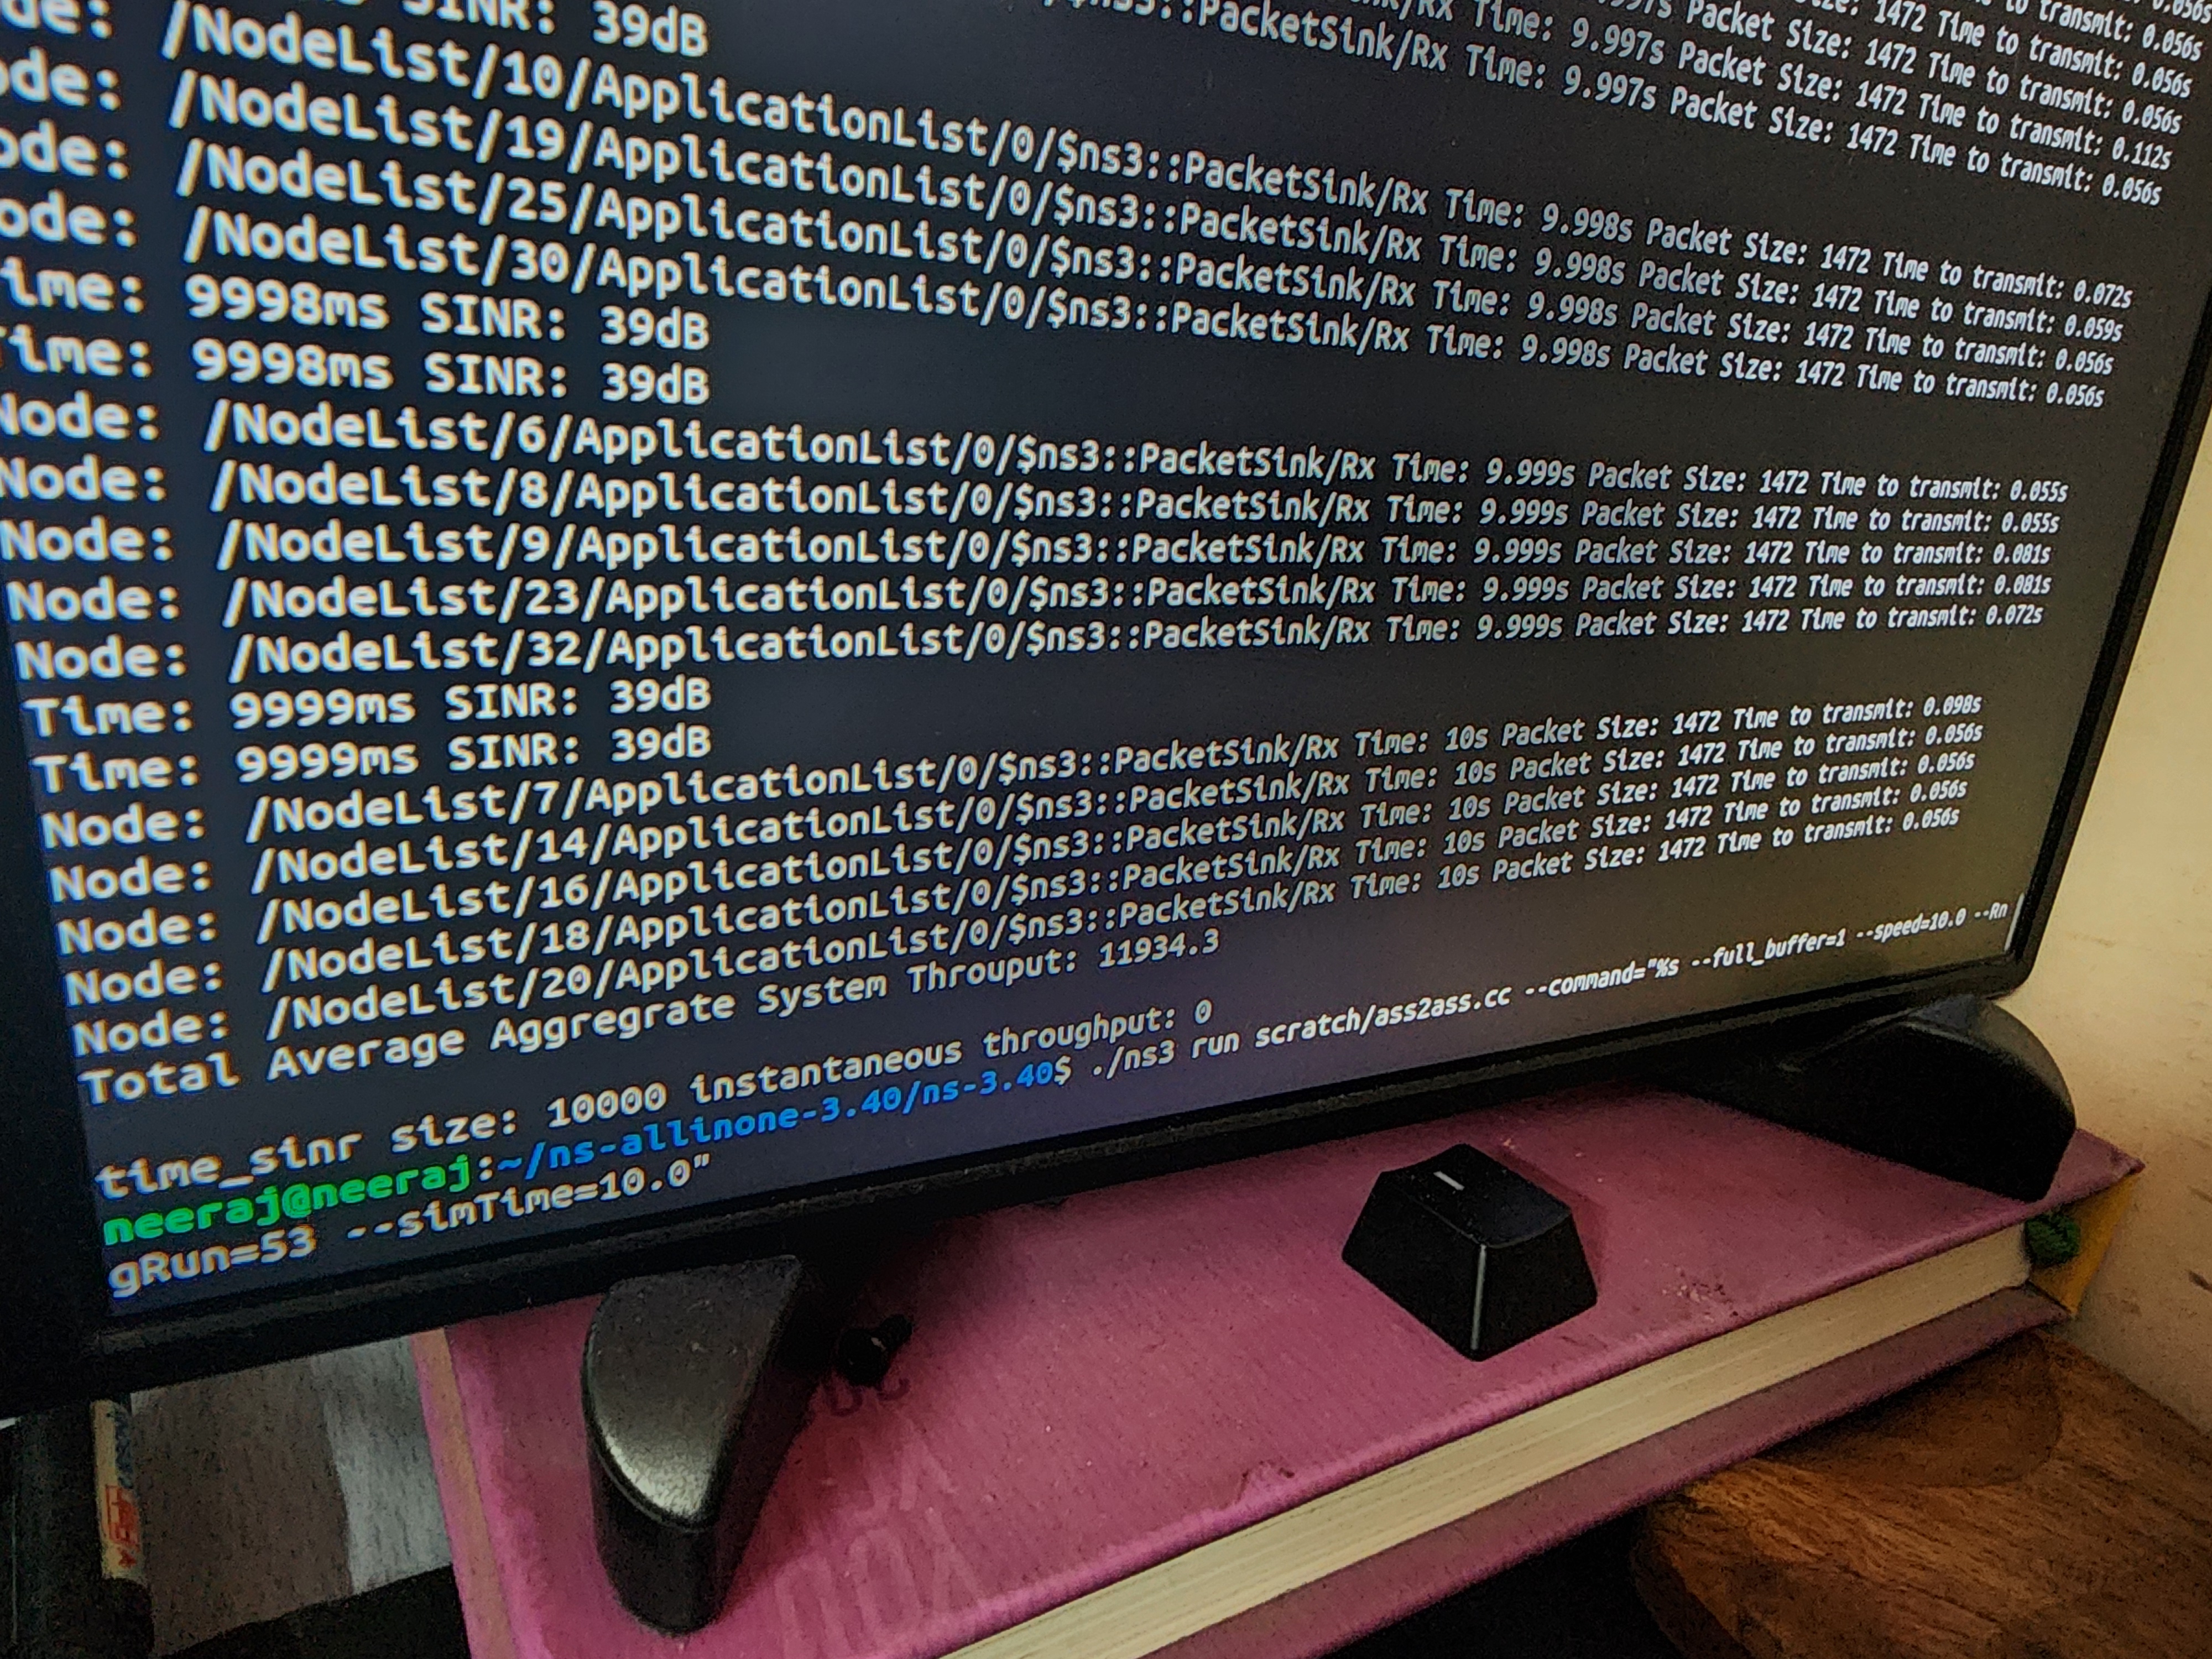 SINR: 39dB
/NodeList/10/ApplicationList/0/$ns3::PacketSink/Rx Time: 9.998s Packet Size: 1472 Time to transmit: 0.072s
ode: /NodeList/19/ApplicationList/0/$ns3::PacketSink/Rx Time: 9.998s Packet Size: 1472 Time to transmit: 0.059s
ode: /NodeList/25/ApplicationList/0/$ns3::PacketSink/Rx Time: 9.998s Packet Size: 1472 Time to transmit: 0.056s
ode: /NodeList/30/ApplicationList/0/$ns3::PacketSink/Rx Time: 9.998s Packet Size: 1472 Time to transmit: 0.056s
ime: 9998ms SINR: 39dB
Time: 9998ms SINR: 39dB
Node: /NodeList/6/ApplicationList/0/$ns3::PacketSink/Rx Time: 9.999s Packet Size: 1472 Time to transmit: 0.055s
Node: /NodeList/8/ApplicationList/0/$ns3::PacketSink/Rx Time: 9.999s Packet Size: 1472 Time to transmit: 0.055s
Node: /NodeList/9/ApplicationList/0/$ns3::PacketSink/Rx Time: 9.999s Packet Size: 1472 Time to transmit: 0.081s
Node: /NodeList/23/ApplicationList/0/$ns3::PacketSink/Rx Time: 9.999s Packet Size: 1472 Time to transmit: 0.081s
Node: /NodeList/32/ApplicationList/0/$ns3::PacketSink/Rx Time: 9.999s Packet Size: 1472 Time to transmit: 0.072s
Time: 9999ms SINR: 39dB
Time: 9999ms SINR: 39dB
Node: /NodeList/7/ApplicationList/0/$ns3::PacketSink/Rx Time: 10s Packet Size: 1472 Time to transmit: 0.098s
Node: /NodeList/14/ApplicationList/0/$ns3::PacketSink/Rx Time: 10s Packet Size: 1472 Time to transmit: 0.056s
Node: /NodeList/16/ApplicationList/0/$ns3::PacketSink/Rx Time: 10s Packet Size: 1472 Time to transmit: 0.056s
Node: /NodeList/18/ApplicationList/0/$ns3::PacketSink/Rx Time: 10s Packet Size: 1472 Time to transmit: 0.056s
Node: /NodeList/20/ApplicationList/0/$ns3::PacketSink/Rx Time: 10s Packet Size: 1472 Time to transmit: 0.056s
Total Average Aggregrate System Throuput: 11934.3
time_sinr size: 10000 instantaneous throughput: 0
neeraj@neeraj:~/ns-allinone-3.40/ns-3.40$ ./ns3 run scratch/ass2ass.cc --command="%s --full_buffer=1 --speed=10.0 --Rn
gRun=53 --simTime=10.0"